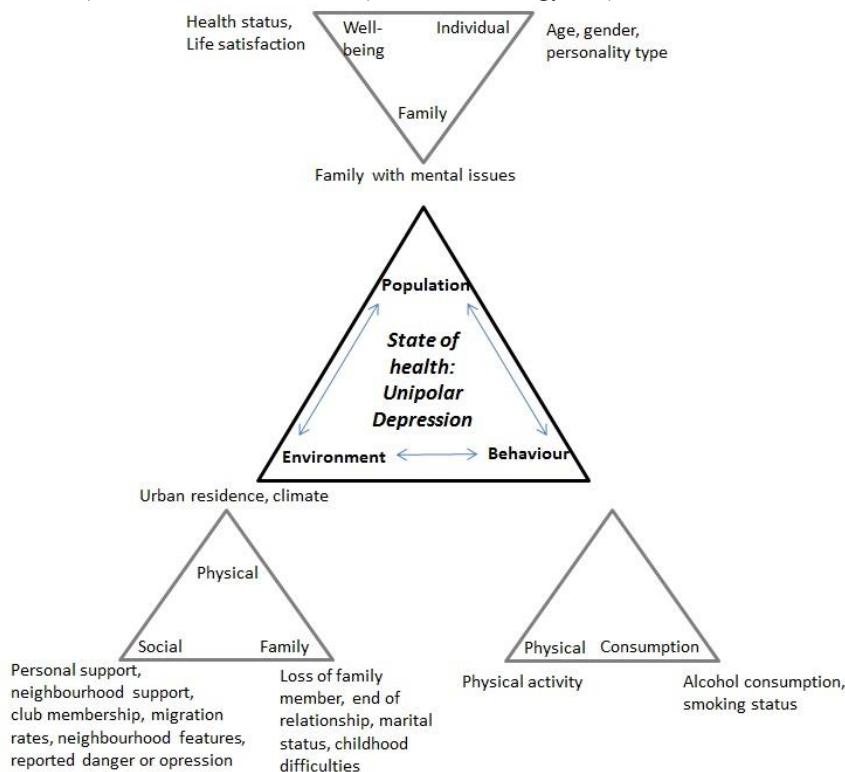 Health status,
Life satisfaction
Well-
being
Individual
Age, gender,
personality type
Family
Family with mental issues
Population
State of
health:
Unipolar
Depression
Environment
Behaviour
Urban residence, climate
Physical
Social
Family
Personal support,
neighbourhood support,
club membership, migration
rates, neighbourhood features,
reported danger or opression
Loss of family
member, end of
relationship, marital
status, childhood
difficulties
Physical
Consumption
Physical activity
Alcohol consumption,
smoking status